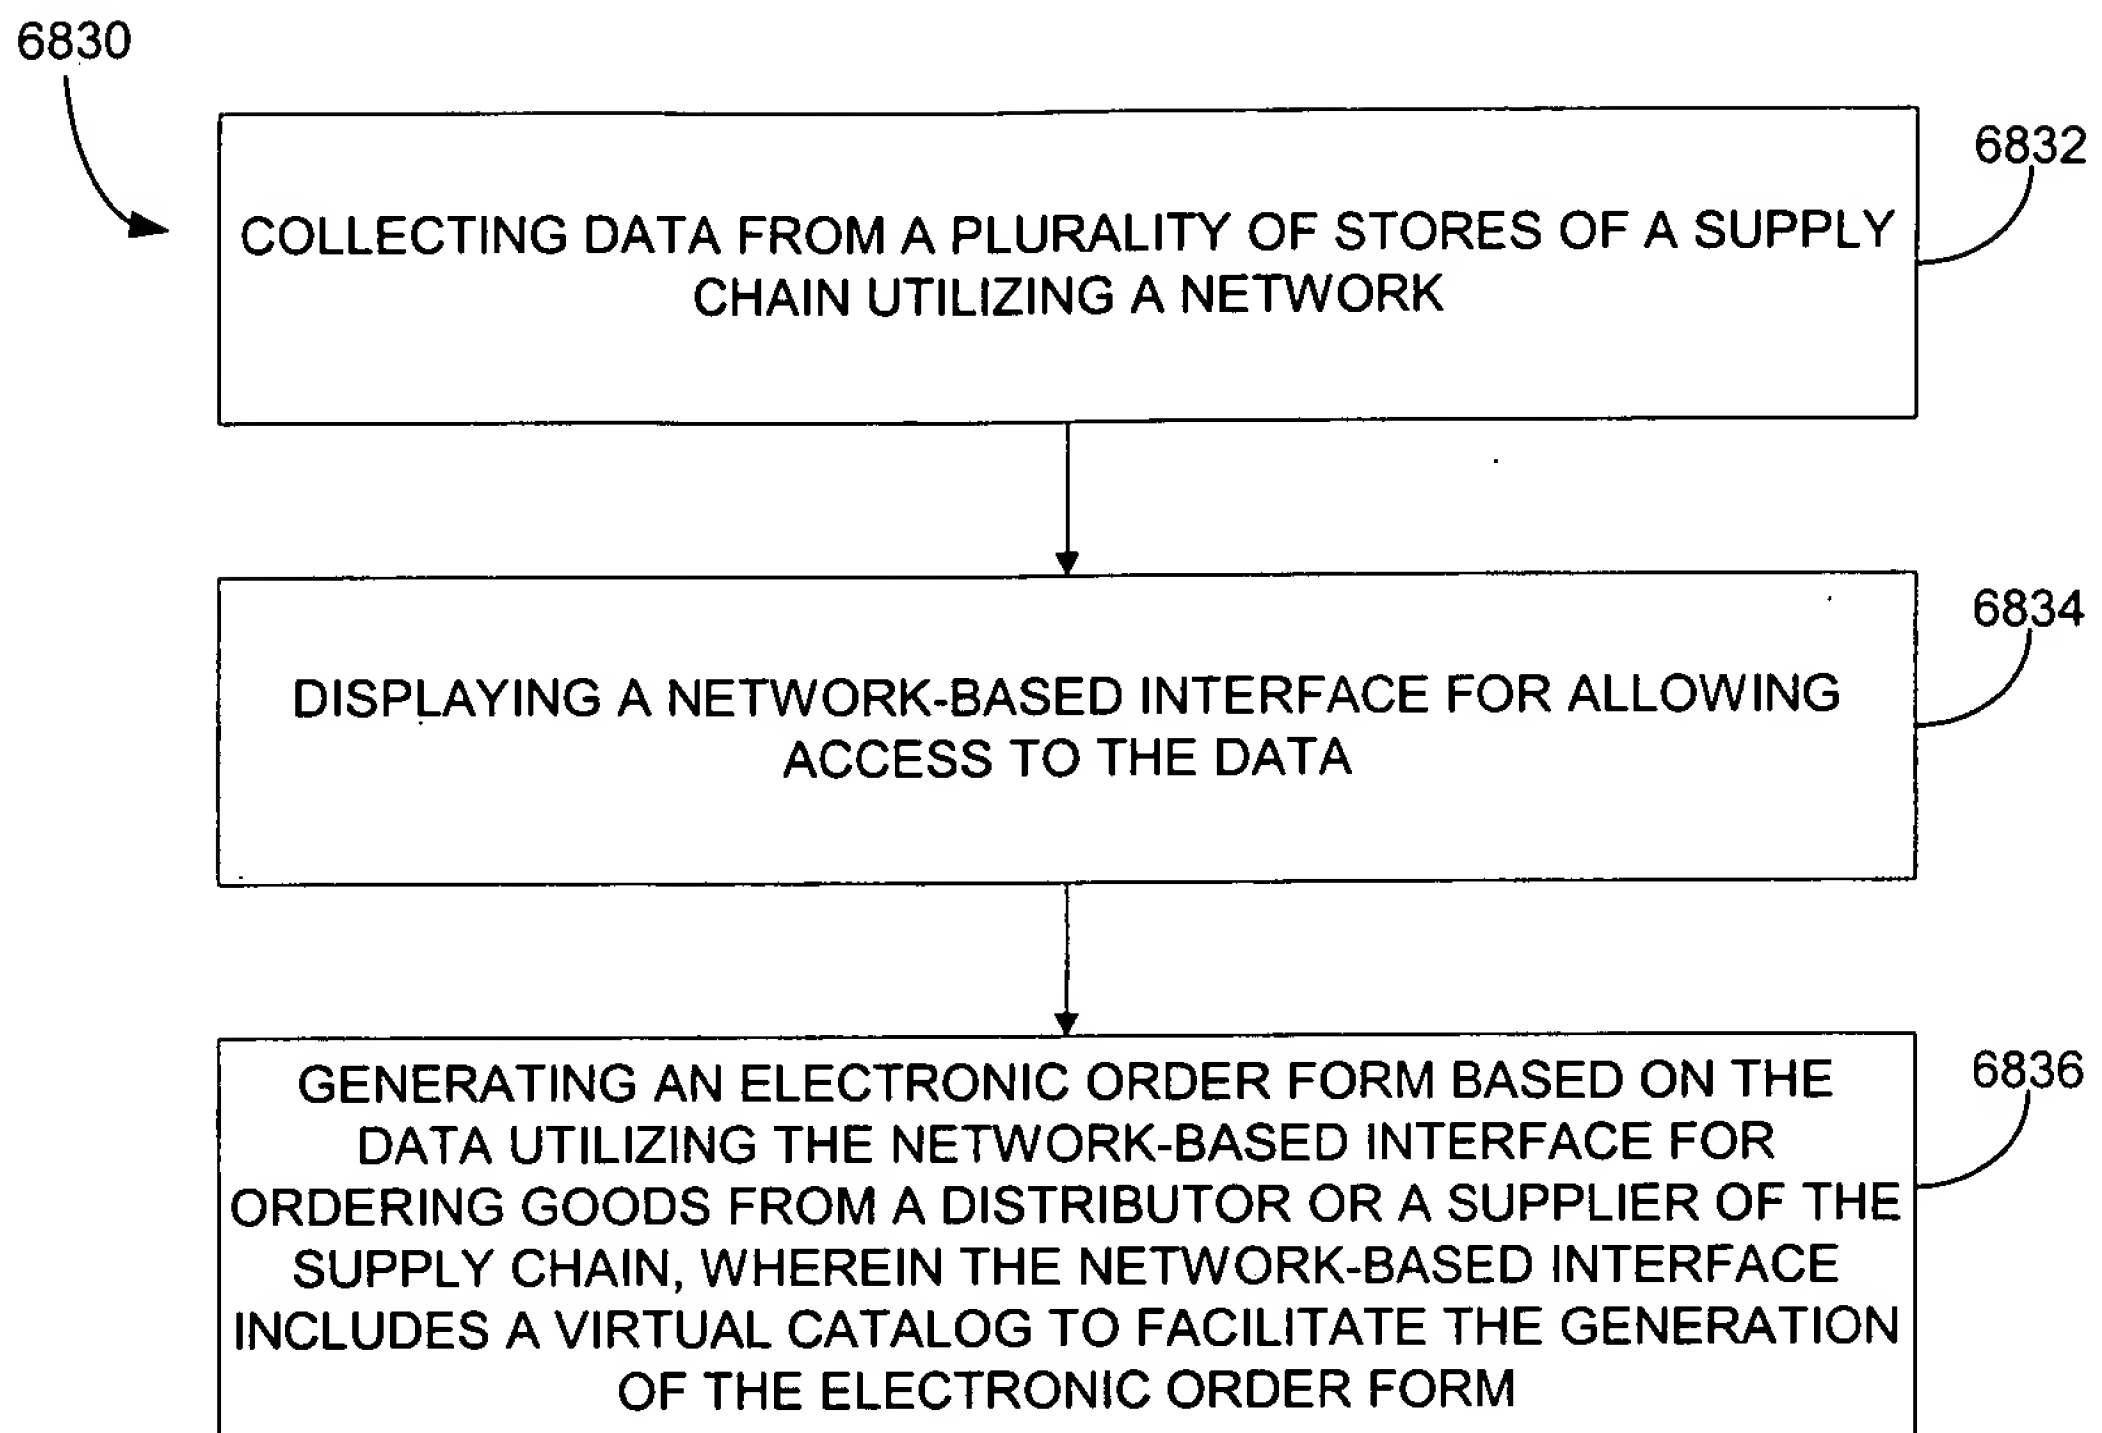 6830
6832
COLLECTING DATA FROM A PLURALITY OF STORES OF A SUPPLY
CHAIN UTILIZING A NETWORK
6834
DISPLAYING A NETWORK-BASED INTERFACE FOR ALLOWING
ACCESS TO THE DATA
6836
GENERATING AN ELECTRONIC ORDER FORM BASED ON THE
DATA UTILIZING THE NETWORK-BASED INTERFACE FOR
ORDERING GOODS FROM A DISTRIBUTOR OR A SUPPLIER OF THE
SUPPLY CHAIN, WHEREIN THE NETWORK-BASED INTERFACE
INCLUDES A VIRTUAL CATALOG TO FACILITATE THE GENERATION
OF THE ELECTRONIC ORDER FORM